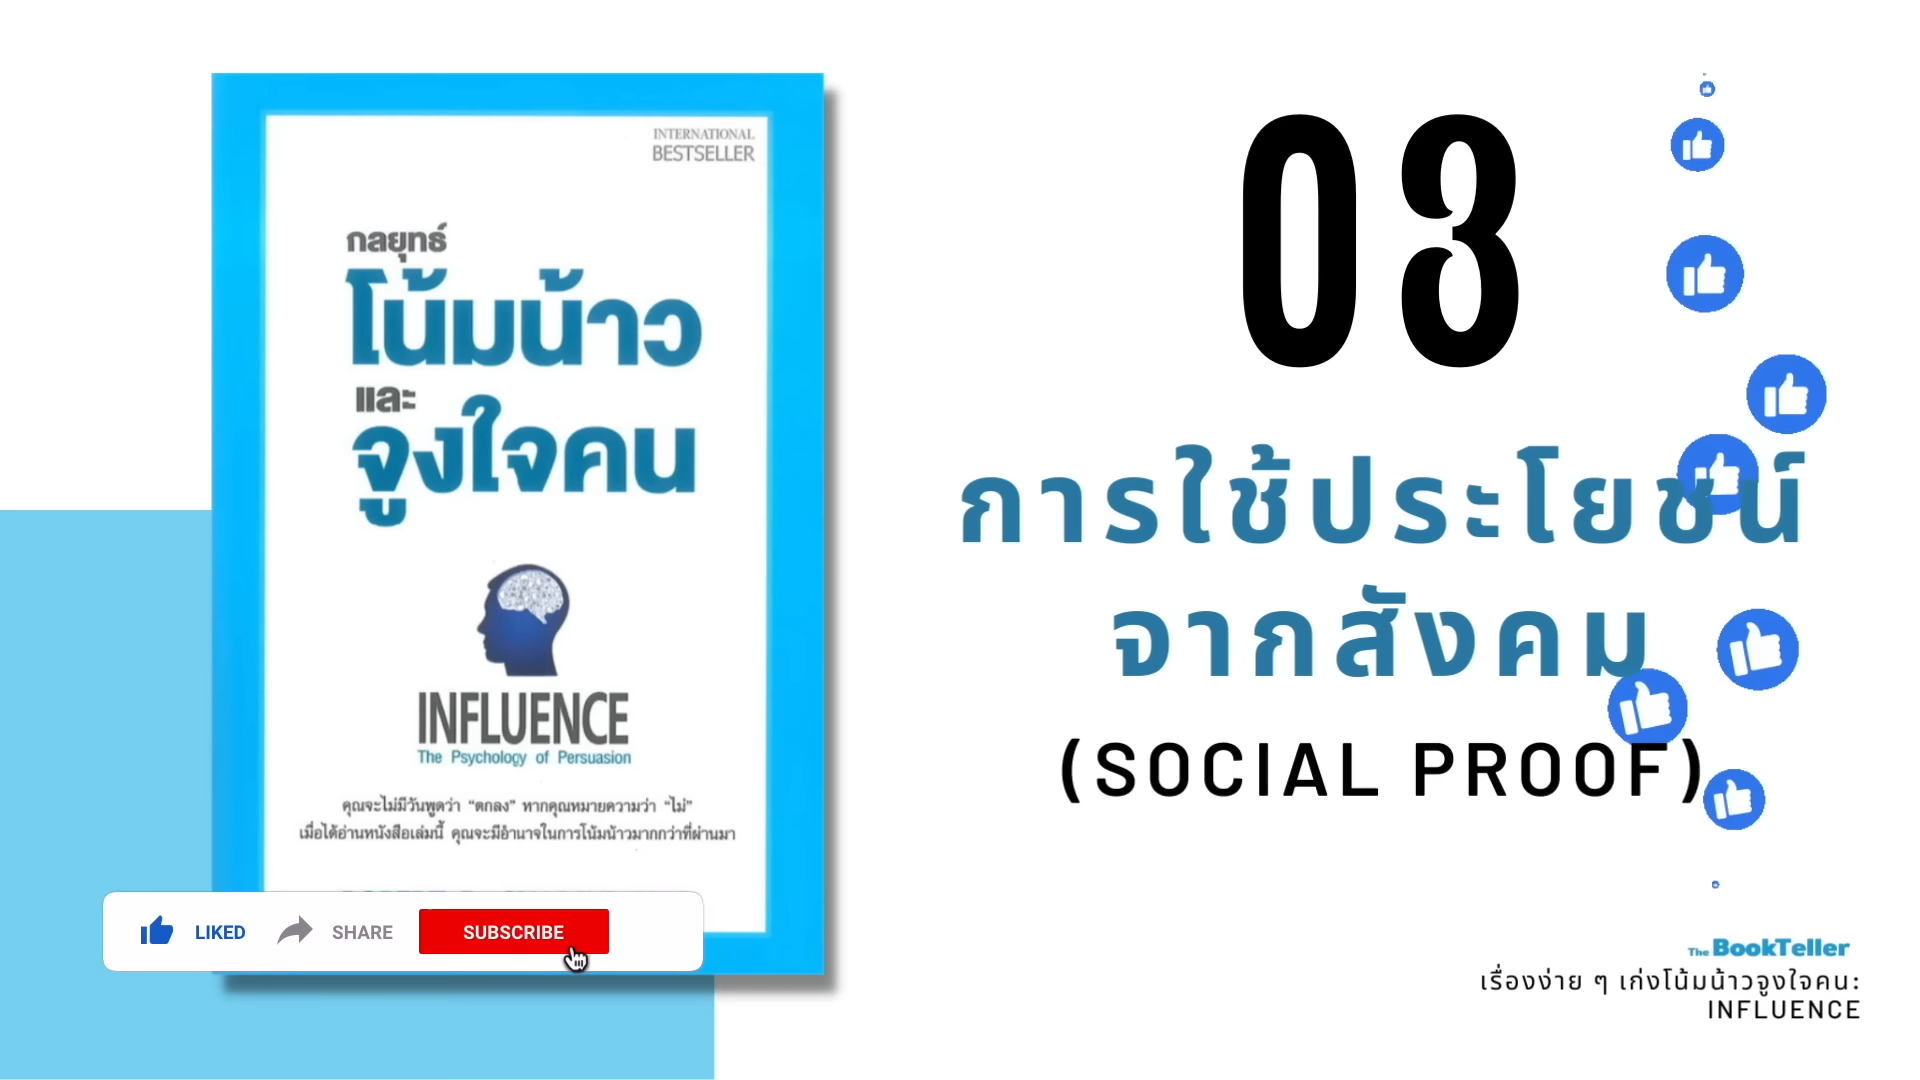 INTERNATIONAL
BESTSELLER
กลยุทธ์
โน้มน้าว
และ
จูงใจคน
INFLUENCE
The Psychology of Persuasion
คุณจะไม่มีวันพูดว่า “ตกลง” หากคุณหมายความว่า “ไม่”
เมื่อได้อ่านหนังสือเล่มนี้ คุณจะมีอำนาจในการโน้มน้าวมากกว่าที่ผ่านมา
LIKED SHARE SUBSCRIBE
03
การใช้ประโยชน์
จากสังคม
(SOCIAL PROOF)
The BookTeller
เรื่องง่าย ๆ เก่งโน้มน้าวจูงใจคน:
INFLUENCE